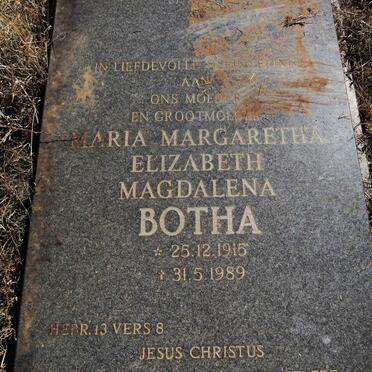 IN LIEFDEVOLLE HERINNERING
AAN
ONS MOEDER
EN GROOTMOEDER
MARIA MARGARETHA
ELIZABETH
MAGDALENA
BOTHA
* 25.12.1915
† 31.5.1989
HEBR. 13 VERS 8
JESUS CHRISTUS